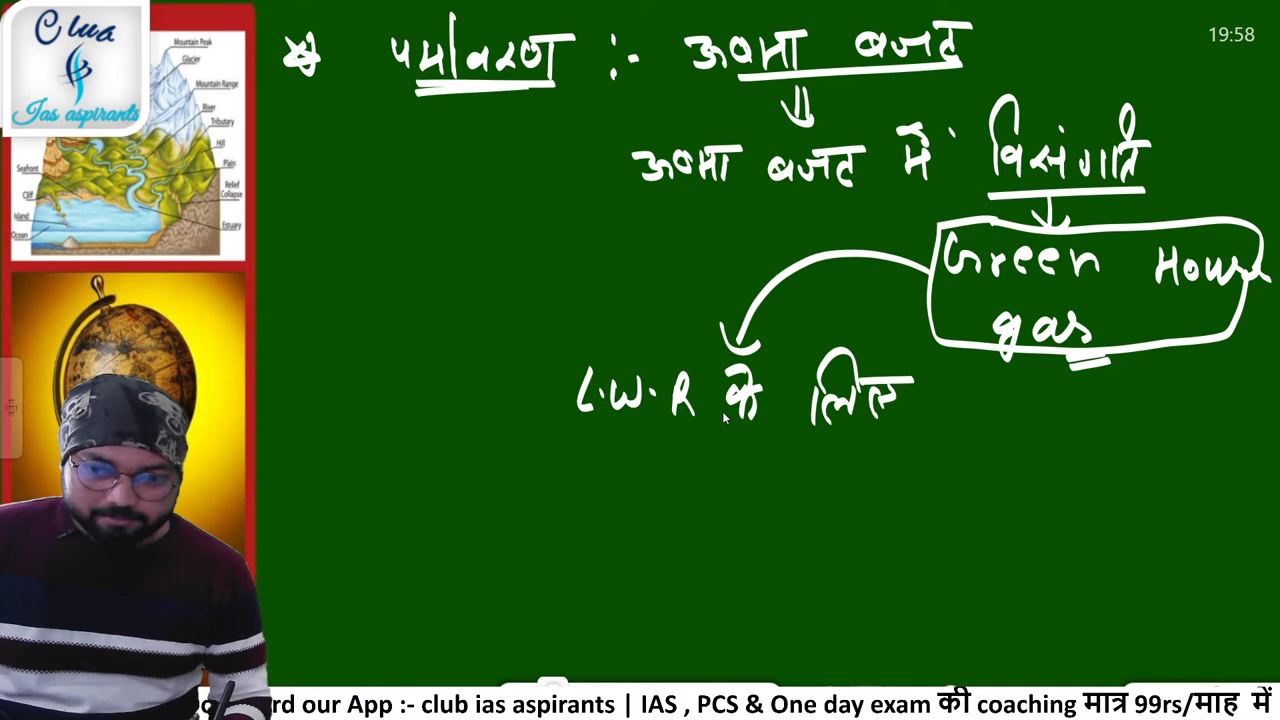 Clua
Ias aspirants
Mountain Peak
Glacier
Mountain Range
River
Tributary
Hill
Plain
Relief
Collapse
Estuary
Seafront
Cliff
Island
Ocean
19:58
पर्यावरण :- ऊष्मा बजट
ऊष्मा बजट में विसंगति
Green House
gas
L.W.R के लिए
rd our App :- club ias aspirants | IAS , PCS & One day exam की coaching मात्र 99rs/माह में